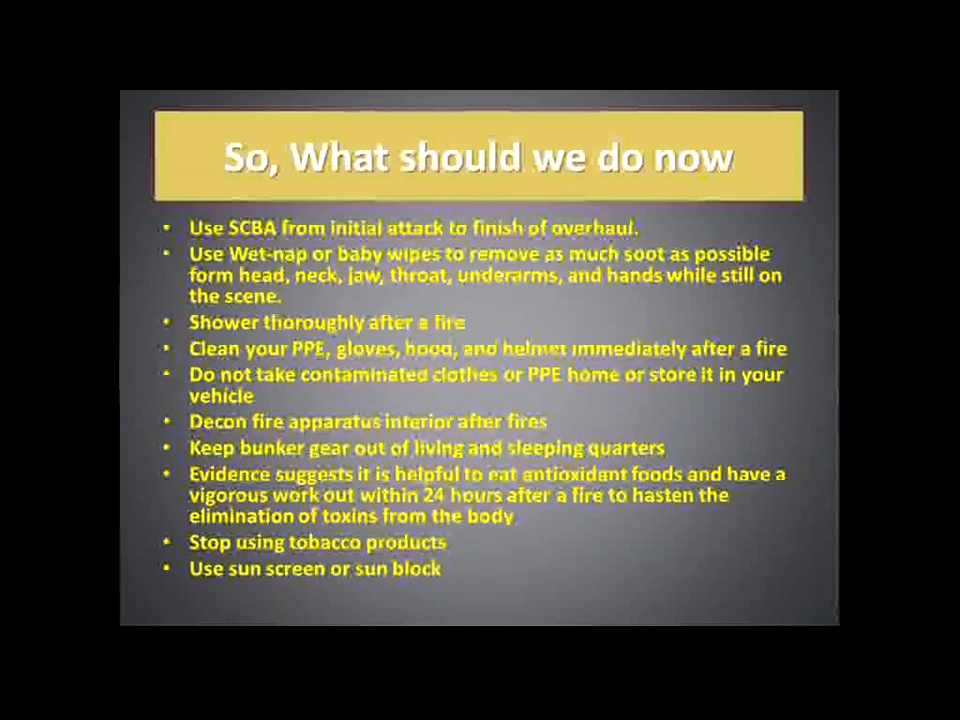 So, What should we do now
• Use SCBA from initial attack to finish of overhaul.
• Use Wet-nap or baby wipes to remove as much soot as possible
form head, neck, jaw, throat, underarms, and hands while still on
the scene.
• Shower thoroughly after a fire
• Clean your PPE, gloves, hood, and helmet immediately after a fire
• Do not take contaminated clothes or PPE home or store it in your
vehicle
• Decon fire apparatus interior after fires
• Keep bunker gear out of living and sleeping quarters
• Evidence suggests it is helpful to eat antioxidant foods and have a
vigorous work out within 24 hours after a fire to hasten the
elimination of toxins from the body
• Stop using tobacco products
• Use sun screen or sun block